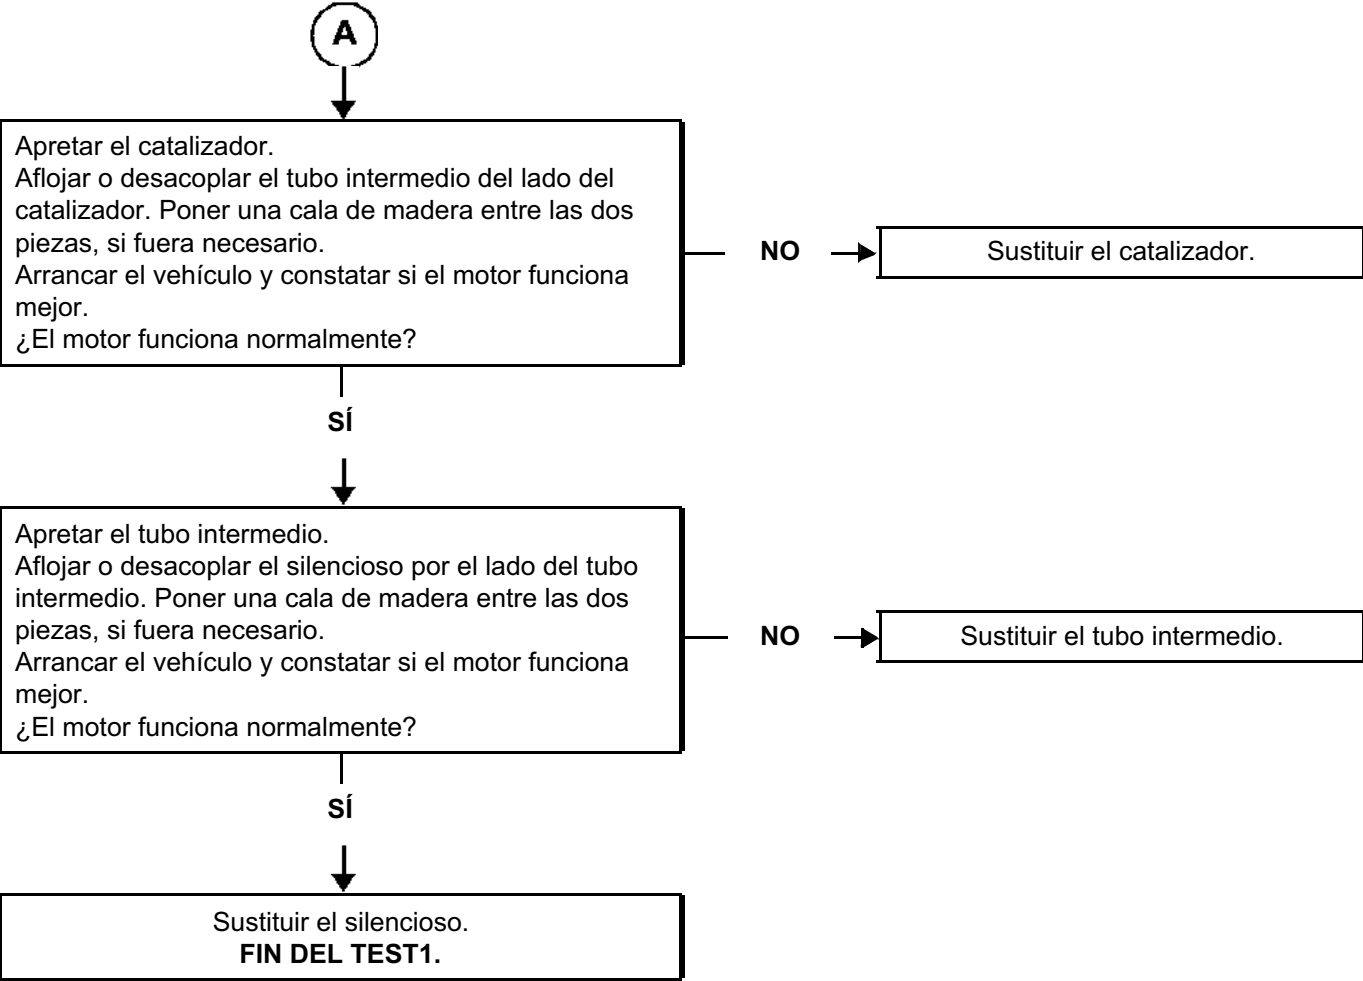 A
Apretar el catalizador.
Aflojar o desacoplar el tubo intermedio del lado del
catalizador. Poner una cala de madera entre las dos
piezas, si fuera necesario.
Arrancar el vehículo y constatar si el motor funciona
mejor.
¿El motor funciona normalmente?
NO
Sustituir el catalizador.
SÍ
Apretar el tubo intermedio.
Aflojar o desacoplar el silencioso por el lado del tubo
intermedio. Poner una cala de madera entre las dos
piezas, si fuera necesario.
Arrancar el vehículo y constatar si el motor funciona
mejor.
¿El motor funciona normalmente?
NO
Sustituir el tubo intermedio.
SÍ
Sustituir el silencioso.
FIN DEL TEST1.